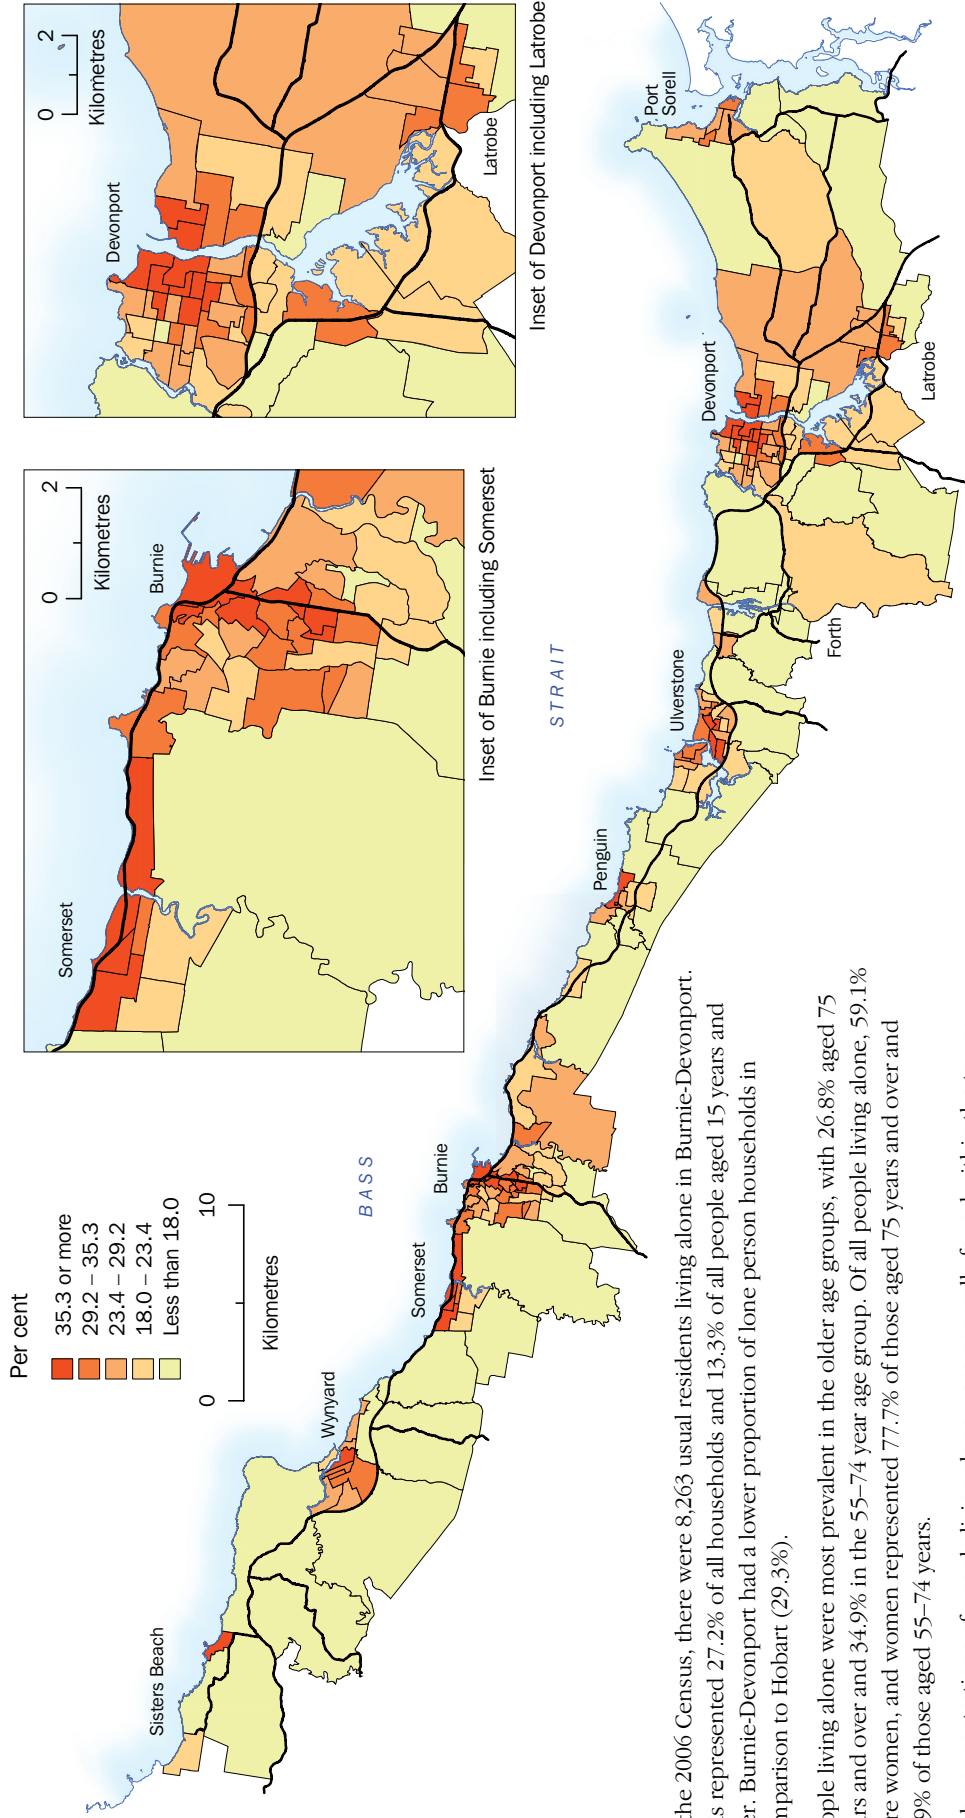 Per cent
35.3 or more
29.2 – 35.3
23.4 – 29.2
18.0 – 23.4
Less than 18.0
0 10
Kilometres
Somerset
Burnie
0 2
Kilometres
Inset of Burnie including Somerset
Devonport
Latrobe
0 2
Kilometres
Inset of Devonport including Latrobe
BASS
STRAIT
Sisters Beach
Wynyard
Somerset
Burnie
Penguin
Ulverstone
Forth
Devonport
Latrobe
Port
Sorell
the 2006 Census, there were 8,263 usual residents living alone in Burnie-Devonport.
s represented 27.2% of all households and 13.3% of all people aged 15 years and
er. Burnie-Devonport had a lower proportion of lone person households in
mparison to Hobart (29.3%).
ople living alone were most prevalent in the older age groups, with 26.8% aged 75
rs and over and 34.9% in the 55–74 year age group. Of all people living alone, 59.1%
re women, and women represented 77.7% of those aged 75 years and over and
9% of those aged 55–74 years.